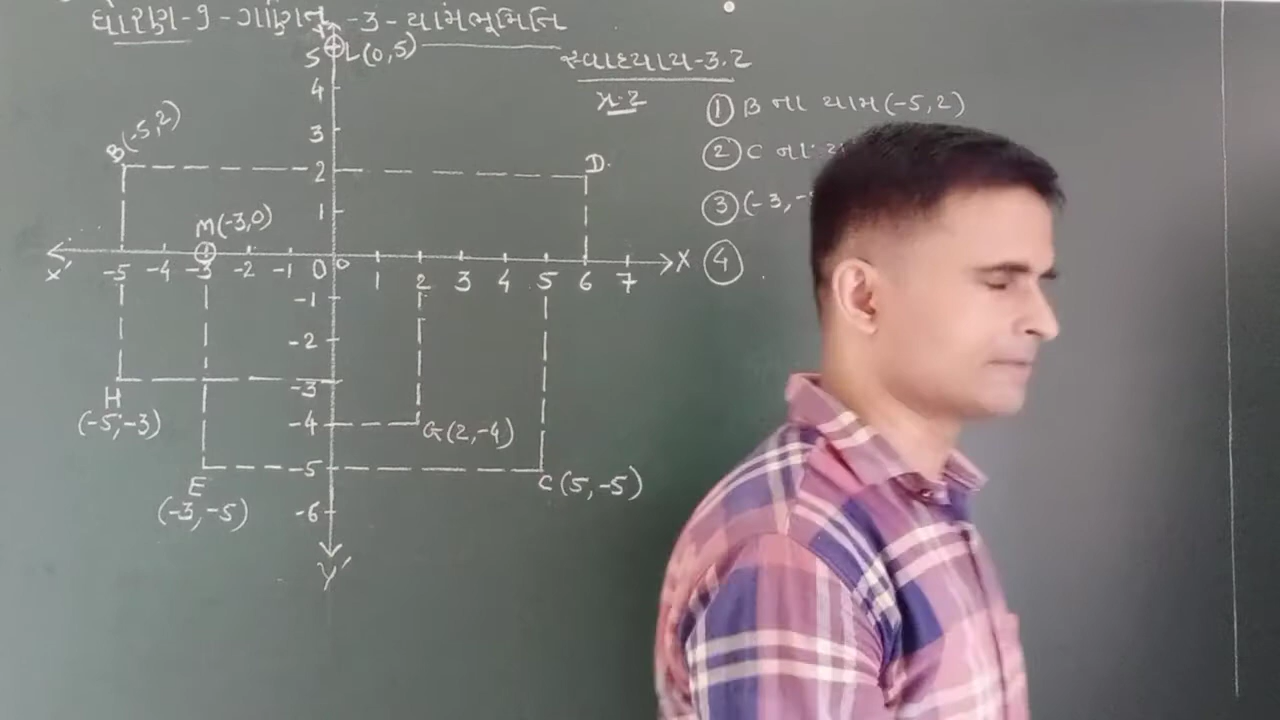 ધોરણ-9-ગણિત -3-યામભૂમિતિ
સ્વાધ્યાય-3.2
પ્ર.2
① B ના યામ (-5,2)
② C ના
③ (-3,-
④
5 L(0,5)
4
3
B(-5,2)
2
D
1
M(-3,0)
X' -5 -4 -3 -2 -1 0 1 2 3 4 5 6 7 X
-1
-2
-3
H
(-5,-3)
-4
G(2,-4)
-5
E
(-3,-5)
C(5,-5)
-6
Y'